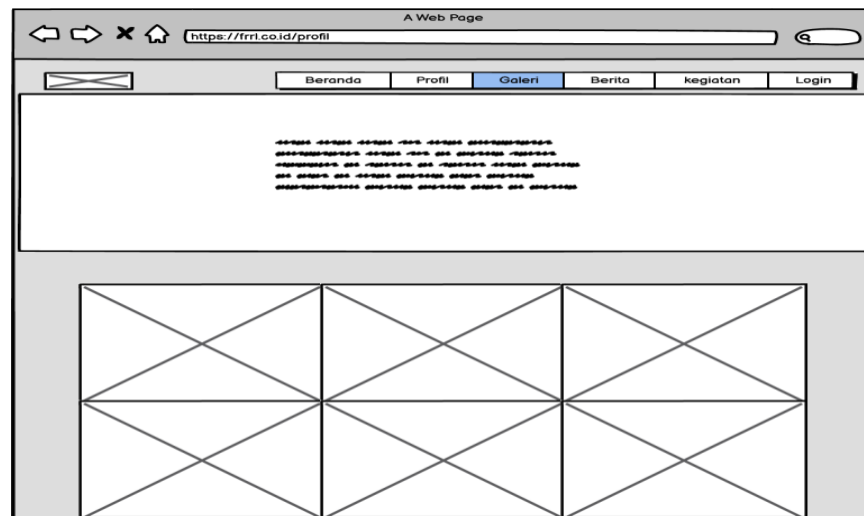 A Web Page
https://frrl.co.id/profil
Beranda Profil Galeri Berita kegiatan Login